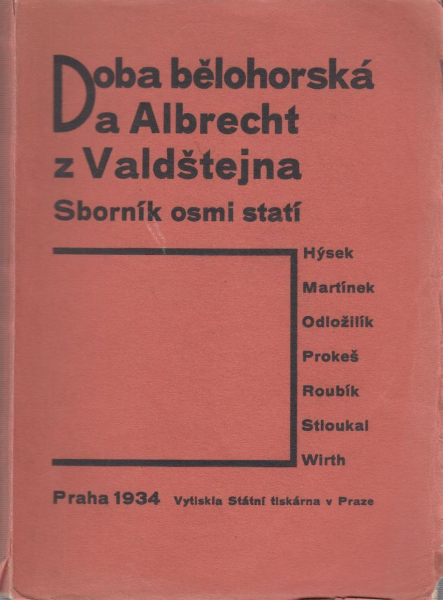 Doba bělohorská
a Albrecht
z Valdštejna
Sborník osmi statí
Hýsek
Martínek
Odložilík
Prokeš
Roubík
Stloukal
Wirth
Praha 1934 Vytiskla Státní tiskárna v Praze